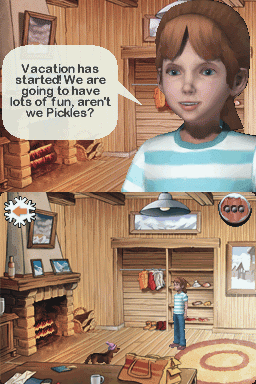 Vacation has
started! We are
going to have
lots of fun, aren't
we Pickles?